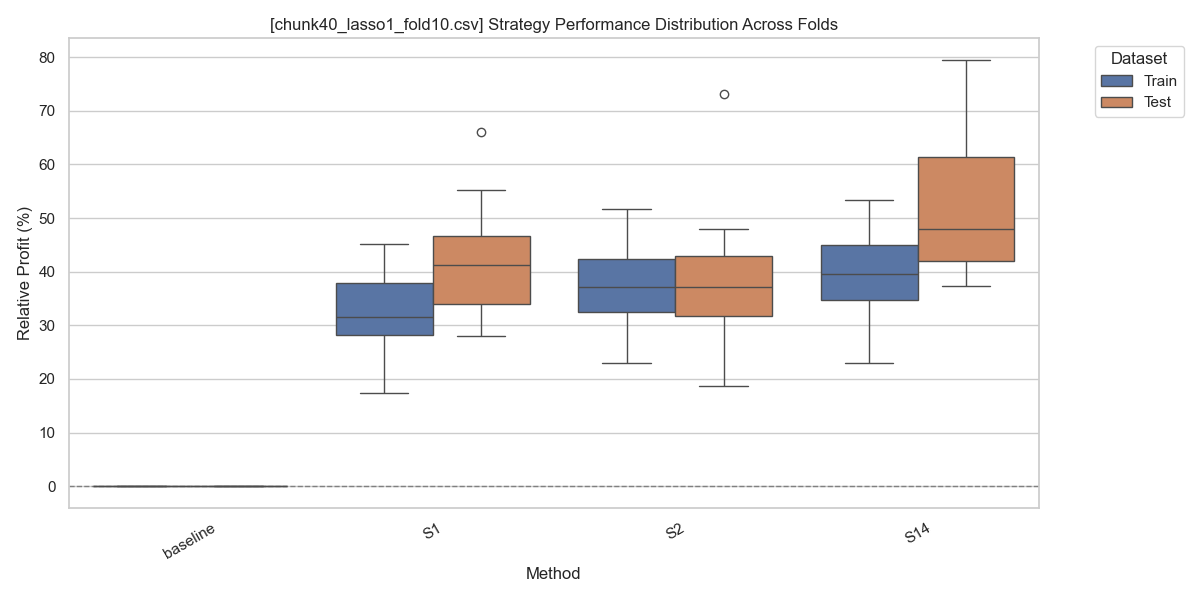 [chunk40_lasso1_fold10.csv] Strategy Performance Distribution Across Folds
Dataset
Train
Test
Relative Profit (%)
80
70
60
50
40
30
20
10
0
baseline
S1
S2
S14
Method